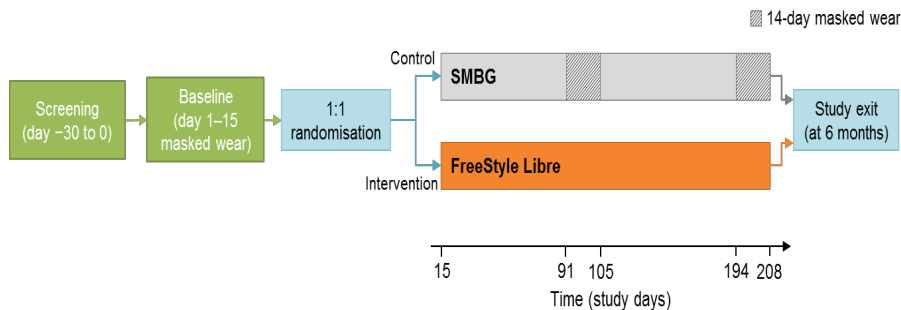 14-day masked wear
Control
SMBG
Screening
(day −30 to 0)
Baseline
(day 1–15
masked wear)
1:1
randomisation
Study exit
(at 6 months)
Intervention
FreeStyle Libre
15
91
105
194
208
Time (study days)